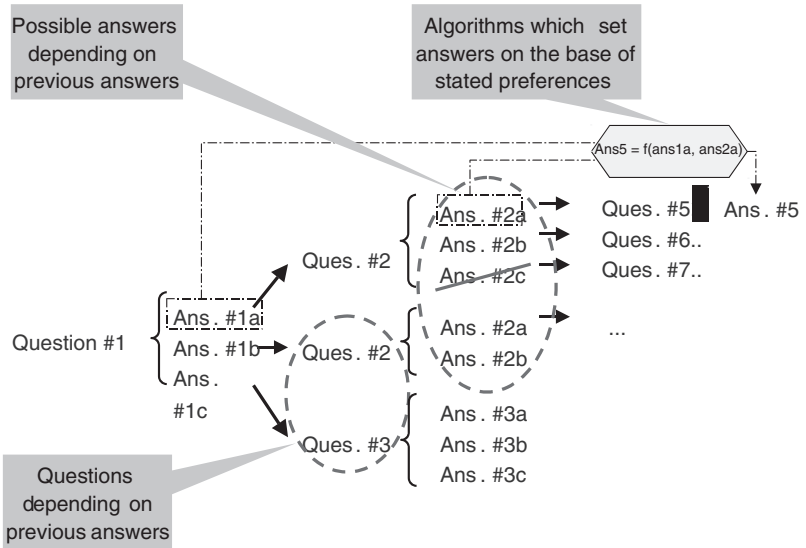 Possible answers
depending on
previous answers
Algorithms which set
answers on the base of
stated preferences
Ans5 = f(ans1a, ans2a)
Ans. #2a
Ques. #5
Ans. #5
Ans. #2b
Ques. #6..
Ques. #2
Ans. #2c
Ques. #7..
Ans. #1a
Ans. #2a
...
Question #1
Ans. #1b
Ques. #2
Ans. #2b
Ans.
#1c
Ans. #3a
Ques. #3
Ans. #3b
Ans. #3c
Questions
depending on
previous answers